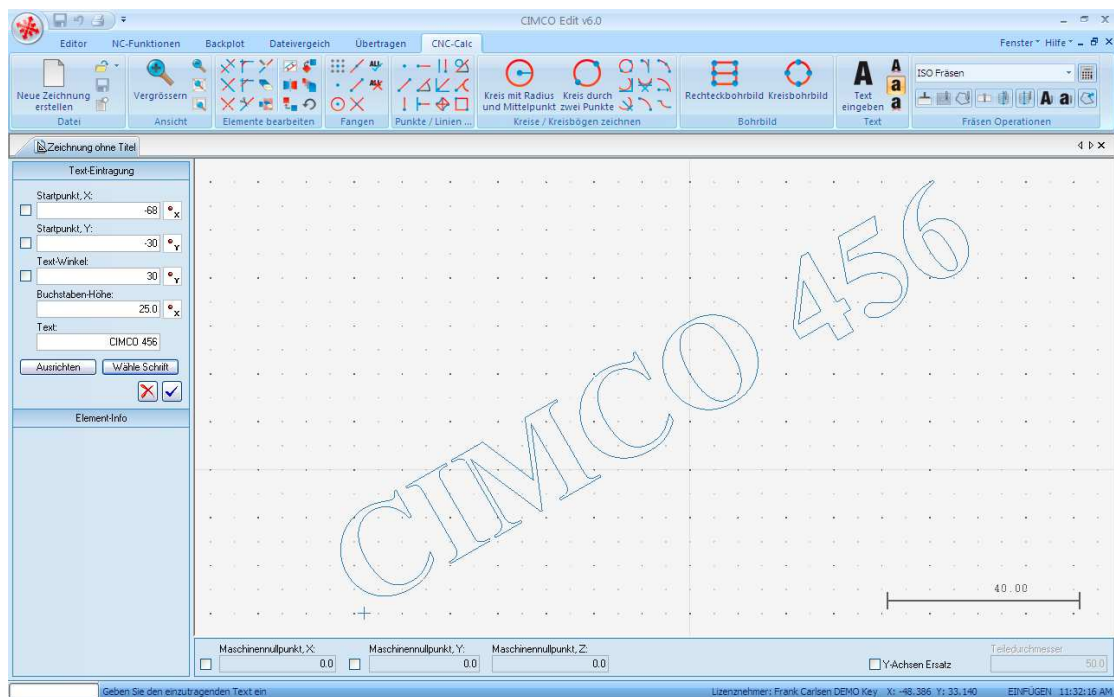 CIMCO Edit v6.0
Editor NC-Funktionen Backplot Dateivergeich Übertragen CNC-Calc Fenster Hilfe
Neue Zeichnung erstellen
Vergrössern
Kreis mit Radius und Mittelpunkt
Kreis durch zwei Punkte
Rechteckbohrbild Kreisbohrbild
Text eingeben
A
a
a
ISO Fräsen
Datei Ansicht Elemente bearbeiten Fangen Punkte / Linien ... Kreise / Kreisbögen zeichnen Bohrbild Text Fräsen Operationen
Zeichnung ohne Titel
Text-Eintragung
Startpunkt, X:
-68 X
Startpunkt, Y:
-30 Y
Text-Winkel:
30 Y
Buchstaben-Höhe:
25.0 X
Text:
CIMCO 456
Ausrichten Wähle Schrift
Element-Info
CIMCO 456
40.00
Maschinennullpunkt, X: Maschinennullpunkt, Y: Maschinennullpunkt, Z: Teiledurchmesser
0.0 0.0 0.0 Y-Achsen Ersatz 50.0
Geben Sie den einzutragenden Text ein Lizenznehmer: Frank Carlsen DEMO Key X: -48.386 Y: 33.140 EINFÜGEN 11:32:16 AM